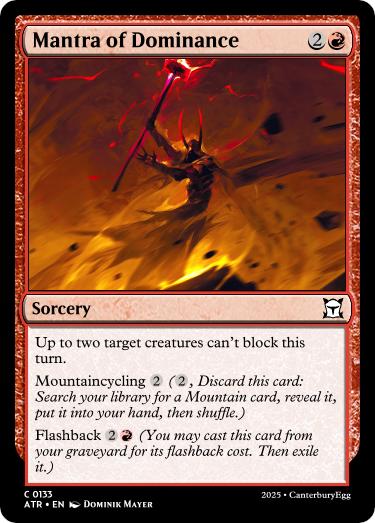 Mantra of Dominance 2
Sorcery
Up to two target creatures can't block this
turn.
Mountaincycling 2 (2, Discard this card:
Search your library for a Mountain card, reveal it,
put it into your hand, then shuffle.)
Flashback 2 (You may cast this card from
your graveyard for its flashback cost. Then exile
it.)
C 0133
ATR • EN Dominik Mayer
2025 • CanterburyEgg